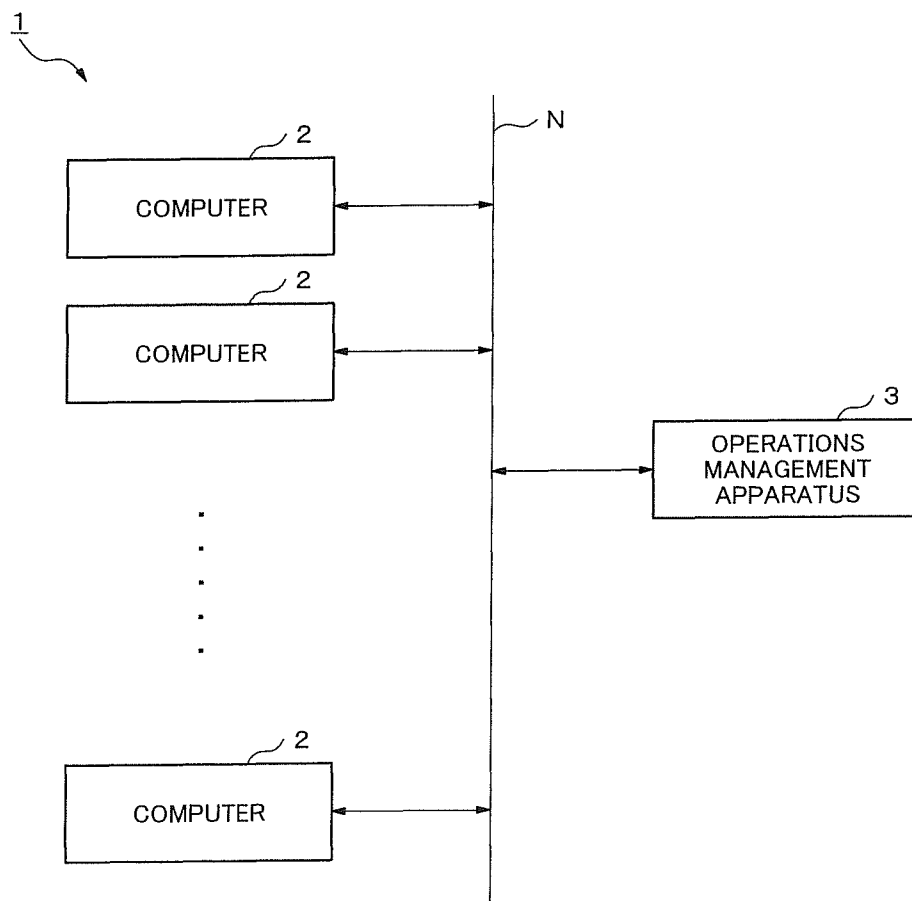 1
2
N
COMPUTER
2
COMPUTER
3
OPERATIONS
MANAGEMENT
APPARATUS
2
COMPUTER